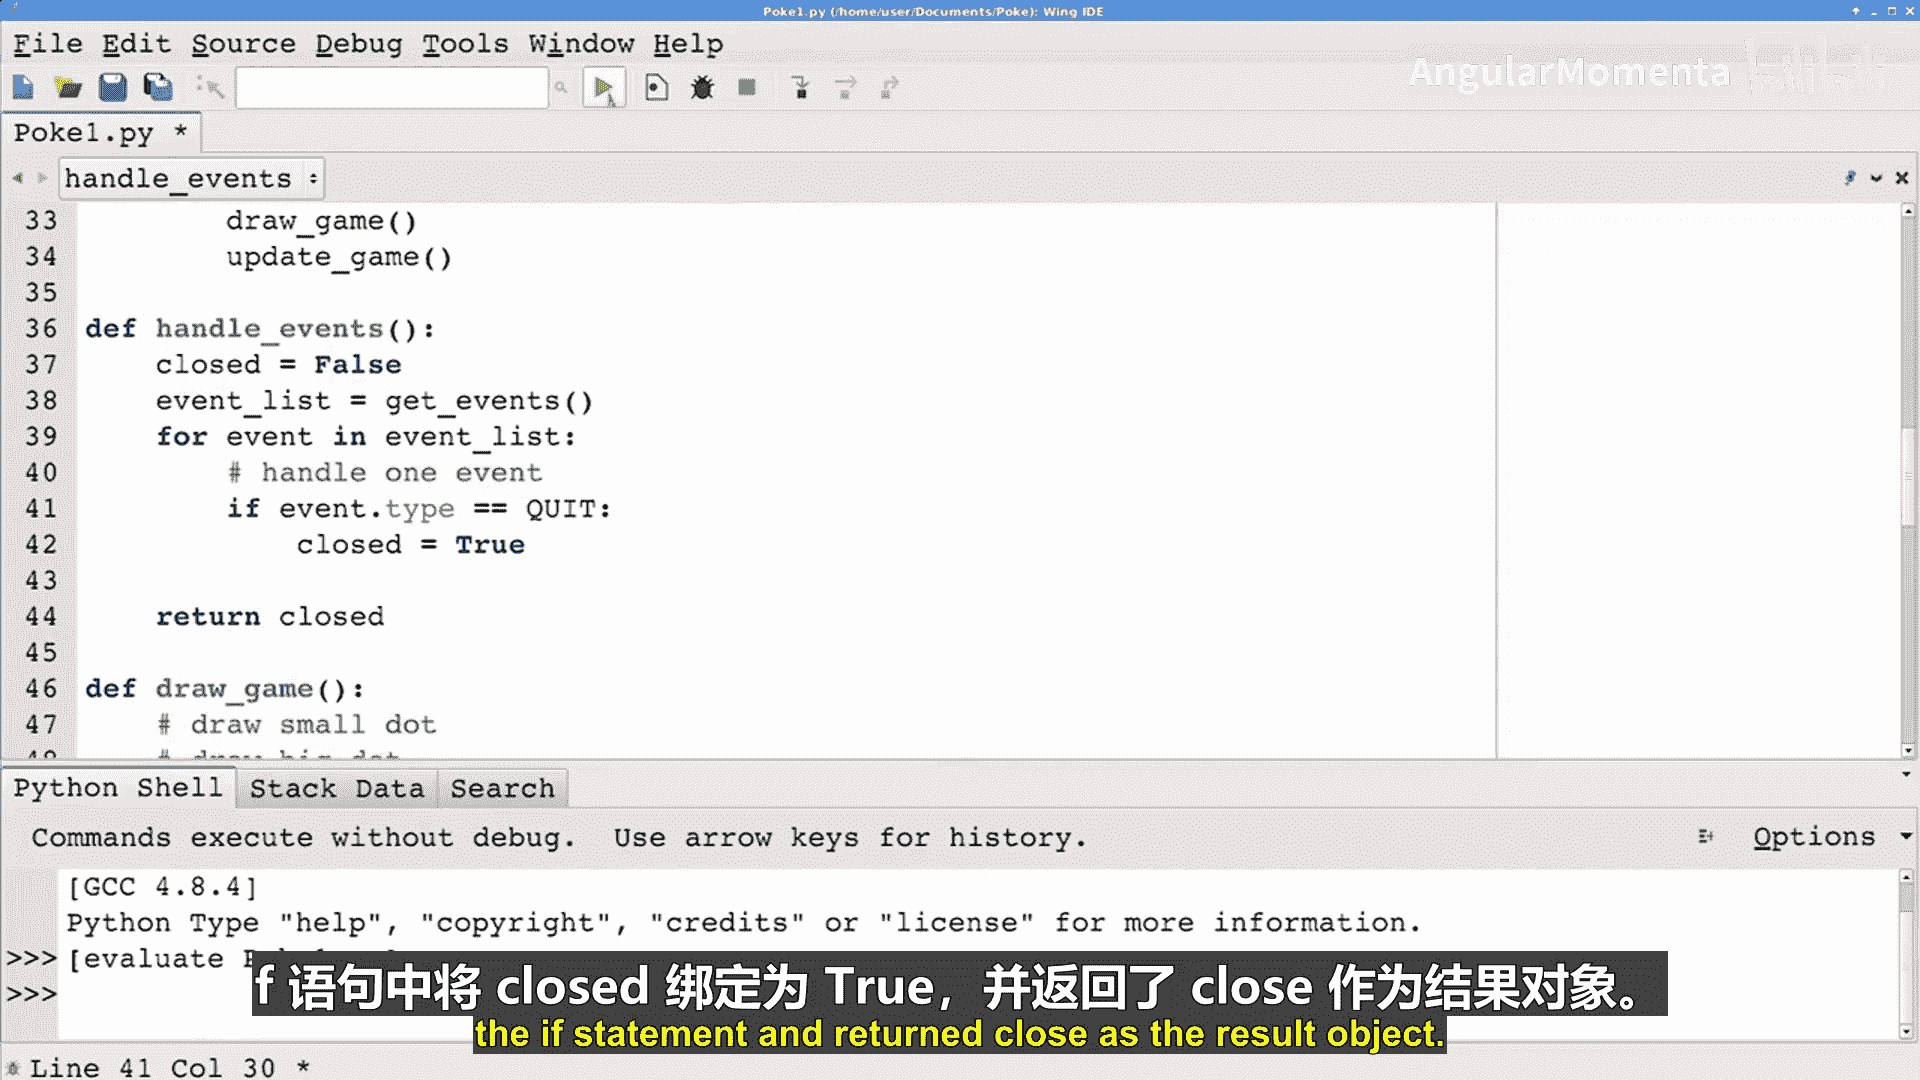 Poke1.py (/home/user/Documents/Poke): Wing IDE
File Edit Source Debug Tools Window Help
AngularMomenta
Poke1.py *
handle_events
33         draw_game()
34         update_game()
35
36 def handle_events():
37     closed = False
38     event_list = get_events()
39     for event in event_list:
40         # handle one event
41         if event.type == QUIT:
42             closed = True
43
44     return closed
45
46 def draw_game():
47     # draw small dot
Python Shell Stack Data Search
Commands execute without debug. Use arrow keys for history.
Options
[GCC 4.8.4]
Python Type "help", "copyright", "credits" or "license" for more information.
>>> [evaluate
>>>
f 语句中将 closed 绑定为 True，并返回了 close 作为结果对象。
the if statement and returned close as the result object.
Line 41 Col 30 *